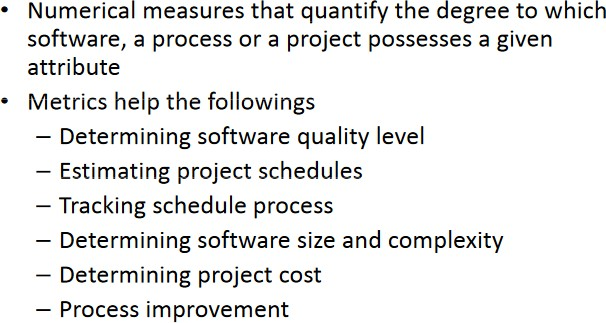 • Numerical measures that quantify the degree to which
software, a process or a project possesses a given
attribute
• Metrics help the followings
– Determining software quality level
– Estimating project schedules
– Tracking schedule process
– Determining software size and complexity
– Determining project cost
– Process improvement